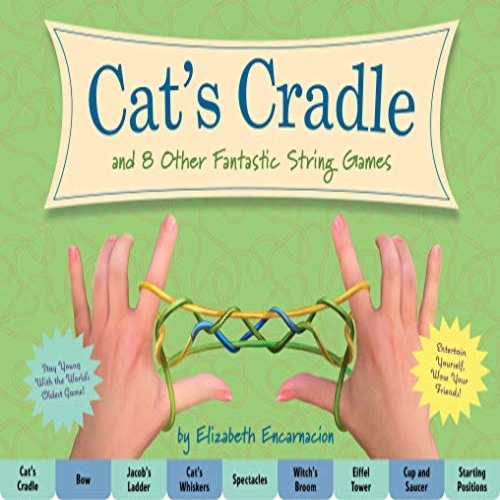 Cat's Cradle
and 8 Other Fantastic String Games
Stay Young
With the World's
Oldest Game!
Entertain
Yourself,
Wow Your
Friends!
by Elizabeth Encarnacion
Cat's
Cradle
Bow
Jacob's
Ladder
Cat's
Whiskers
Spectacles
Witch's
Broom
Eiffel
Tower
Cup and
Saucer
Starting
Positions